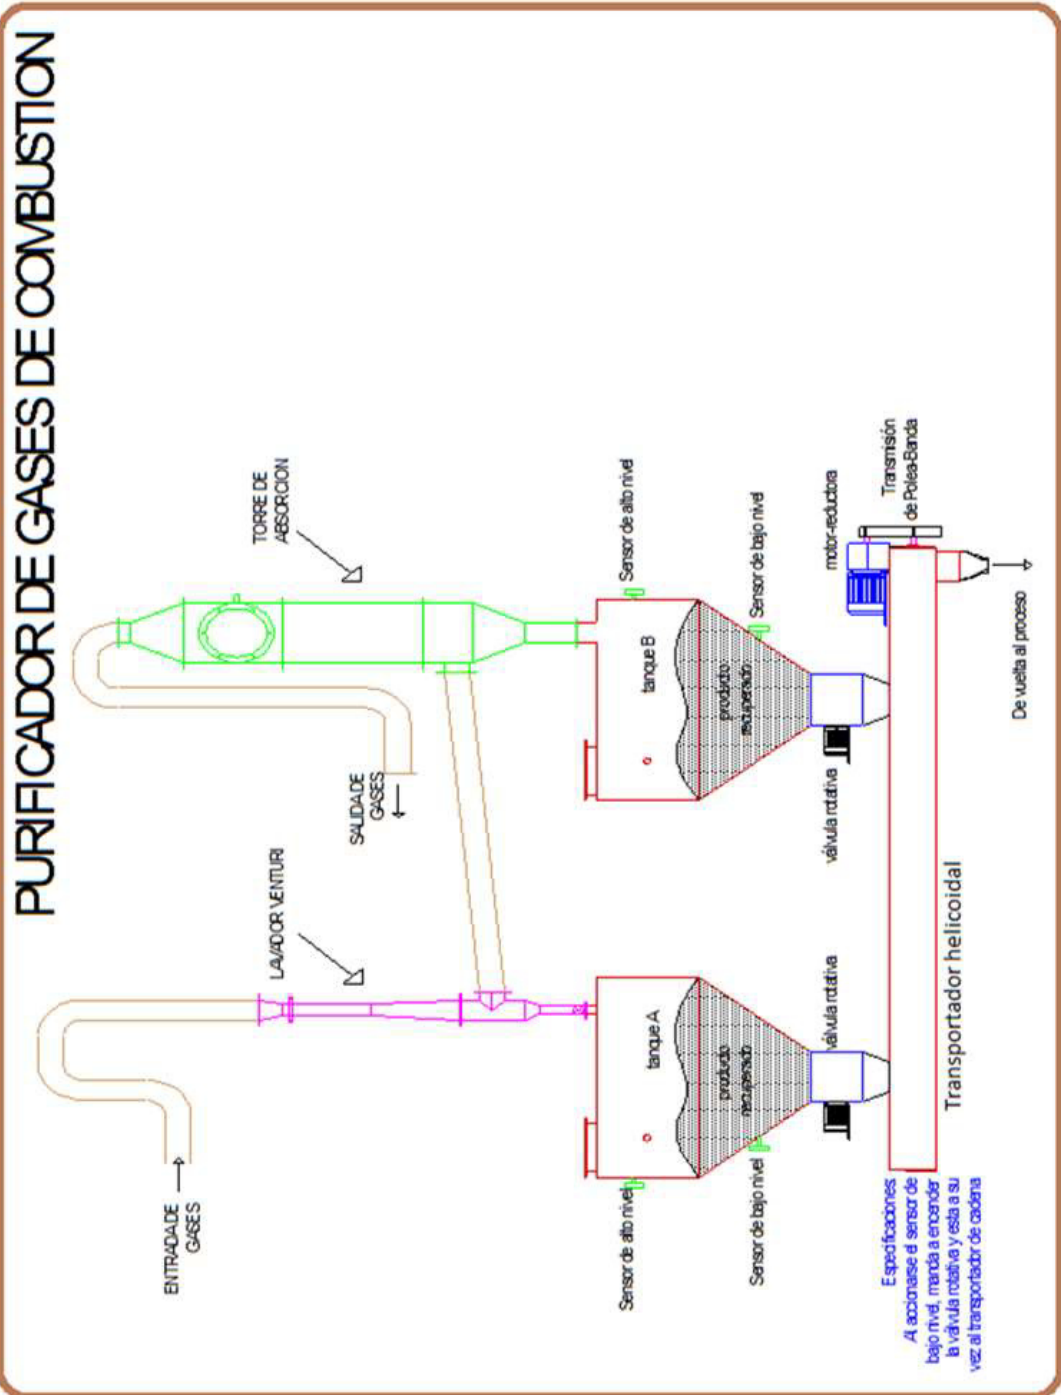 PURIFICADOR DE GASES DE COMBUSTION
ENTRADA DE
GASES
LAVADOR VENTURI
SALIDA DE
GASES
TORRE DE
ABSORCION
Sensor de alto nivel
tanque A
producto
recuperado
Sensor de bajo nivel
válvula rotativa
Sensor de alto nivel
tanque B
producto
recuperado
Sensor de bajo nivel
válvula rotativa
motor-reductora
Transmisión
de Polea-Banda
Transportador helicoidal
De vuelta al proceso
Especificaciones:
Al accionarse el sensor de
bajo nivel, manda a encender
la válvula rotativa y esta a su
vez al transportador de cadena